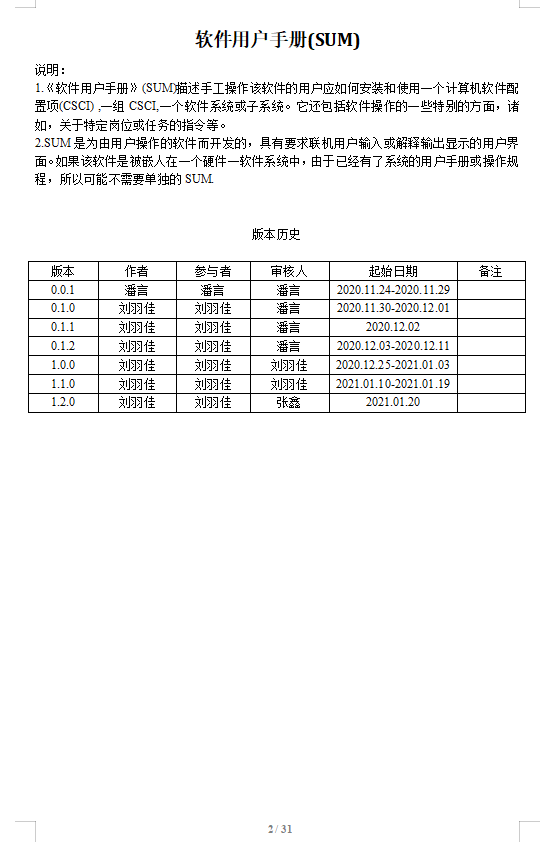 软件用户手册(SUM)
说明：
1.《软件用户手册》(SUM)描述手工操作该软件的用户应如何安装和使用一个计算机软件配
置项(CSCI) ,一组 CSCI,一个软件系统或子系统。它还包括软件操作的一些特别的方面，诸
如，关于特定岗位或任务的指令等。
2.SUM 是为由用户操作的软件而开发的，具有要求联机用户输入或解释输出显示的用户界
面。如果该软件是被嵌人在一个硬件一软件系统中，由于已经有了系统的用户手册或操作规
程，所以可能不需要单独的 SUM.
版本历史
版本 作者 参与者 审核人 起始日期 备注
0.0.1 潘言 潘言 潘言 2020.11.24-2020.11.29
0.1.0 刘羽佳 刘羽佳 潘言 2020.11.30-2020.12.01
0.1.1 刘羽佳 刘羽佳 潘言 2020.12.02
0.1.2 刘羽佳 刘羽佳 潘言 2020.12.03-2020.12.11
1.0.0 刘羽佳 刘羽佳 刘羽佳 2020.12.25-2021.01.03
1.1.0 刘羽佳 刘羽佳 刘羽佳 2021.01.10-2021.01.19
1.2.0 刘羽佳 刘羽佳 张鑫 2021.01.20
2 / 31